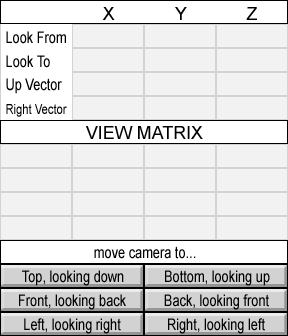 X Y Z
Look From
Look To
Up Vector
Right Vector
VIEW MATRIX
move camera to...
Top, looking down Bottom, looking up
Front, looking back Back, looking front
Left, looking right Right, looking left